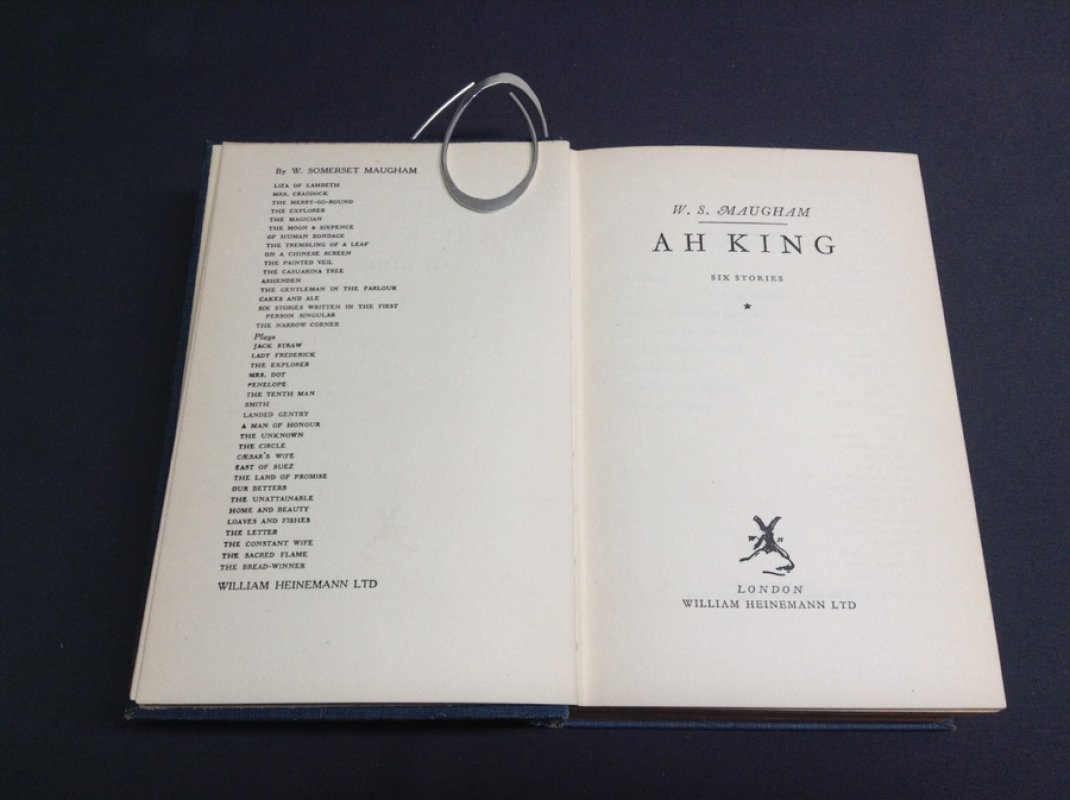 By W. SOMERSET MAUGHAM
LIZA OF LAMBETH
MRS. CRADDOCK
THE MERRY-GO-ROUND
THE EXPLORER
THE MAGICIAN
THE MOON & SIXPENCE
OF HUMAN BONDAGE
THE TREMBLING OF A LEAF
ON A CHINESE SCREEN
THE PAINTED VEIL
THE CASUARINA TREE
ASHENDEN
THE GENTLEMAN IN THE PARLOUR
CAKES AND ALE
SIX STORIES WRITTEN IN THE FIRST
PERSON SINGULAR
THE NARROW CORNER
Plays
JACK STRAW
LADY FREDERICK
THE EXPLORER
MRS. DOT
PENELOPE
THE TENTH MAN
SMITH
LANDED GENTRY
A MAN OF HONOUR
THE UNKNOWN
THE CIRCLE
CÆSAR'S WIFE
EAST OF SUEZ
THE LAND OF PROMISE
OUR BETTERS
THE UNATTAINABLE
HOME AND BEAUTY
LOAVES AND FISHES
THE LETTER
THE CONSTANT WIFE
THE SACRED FLAME
THE BREAD-WINNER
WILLIAM HEINEMANN LTD
W. S. MAUGHAM
AH KING
SIX STORIES
W H
LONDON
WILLIAM HEINEMANN LTD